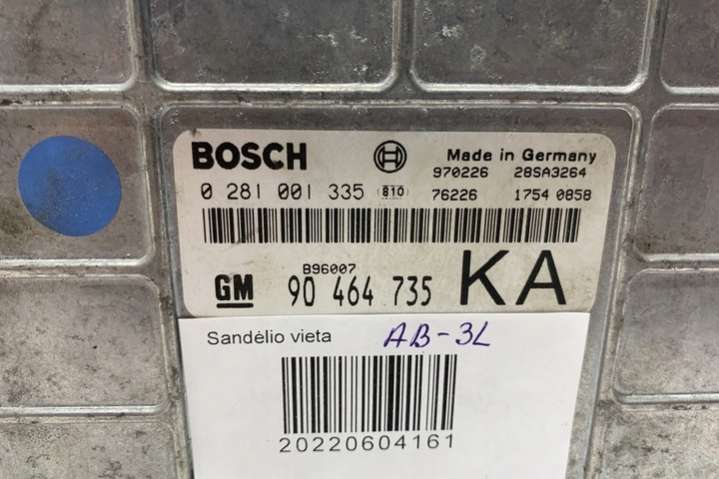 BOSCH Made in Germany
970226 28SA3264
0 281 001 335 (B10) 76226 1754 0858
B96007
GM 90 464 735 KA
Sandėlio vieta AB-3L
20220604161